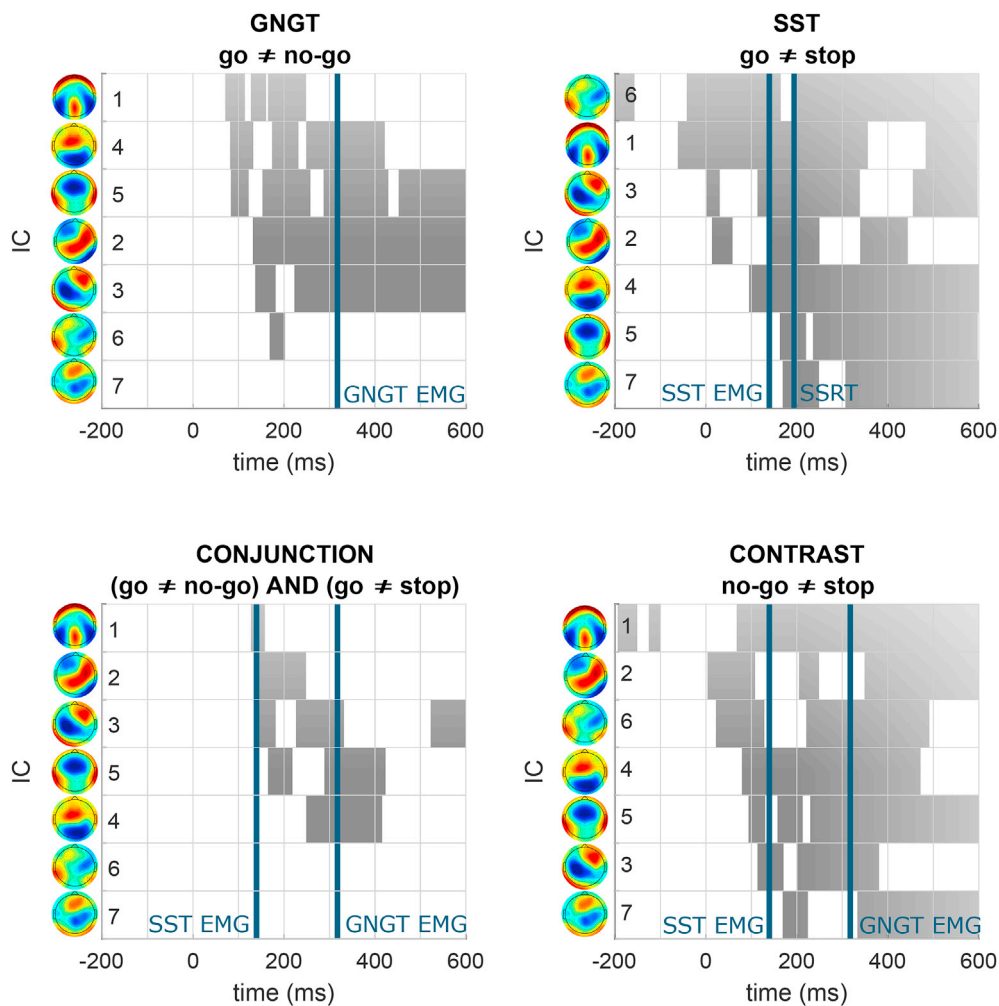 GNGT
go ≠ no-go
IC
1
4
5
2
3
6
7
GNGT EMG
-200 0 200 400 600
time (ms)
SST
go ≠ stop
IC
6
1
3
2
4
5
7
SST EMG SSRT
-200 0 200 400 600
time (ms)
CONJUNCTION
(go ≠ no-go) AND (go ≠ stop)
IC
1
2
3
5
4
6
7
SST EMG GNGT EMG
-200 0 200 400 600
time (ms)
CONTRAST
no-go ≠ stop
IC
1
2
6
4
5
3
7
SST EMG GNGT EMG
-200 0 200 400 600
time (ms)